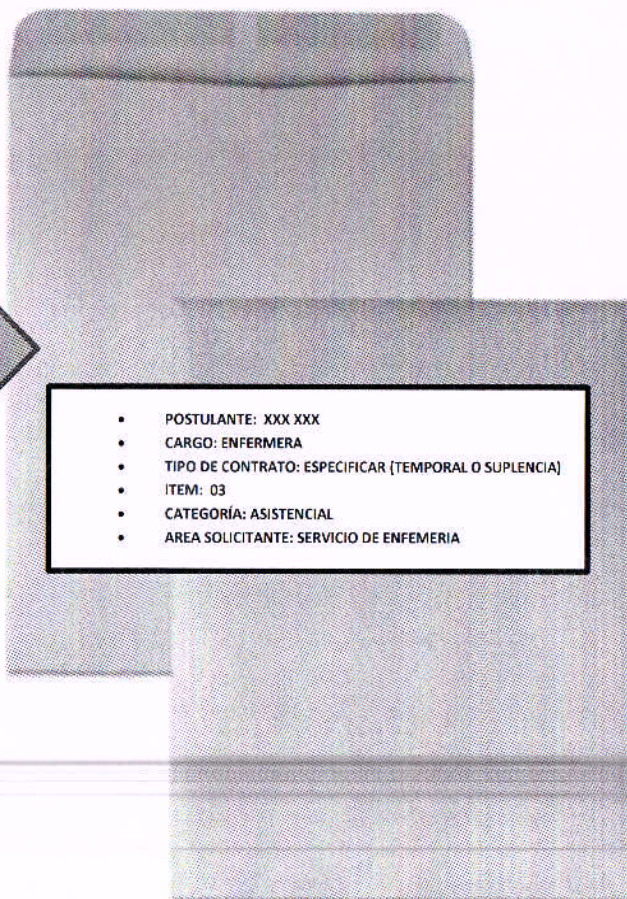 • POSTULANTE: XXX XXX
• CARGO: ENFERMERA
• TIPO DE CONTRATO: ESPECIFICAR (TEMPORAL O SUPLENCIA)
• ITEM: 03
• CATEGORÍA: ASISTENCIAL
• AREA SOLICITANTE: SERVICIO DE ENFEMERIA